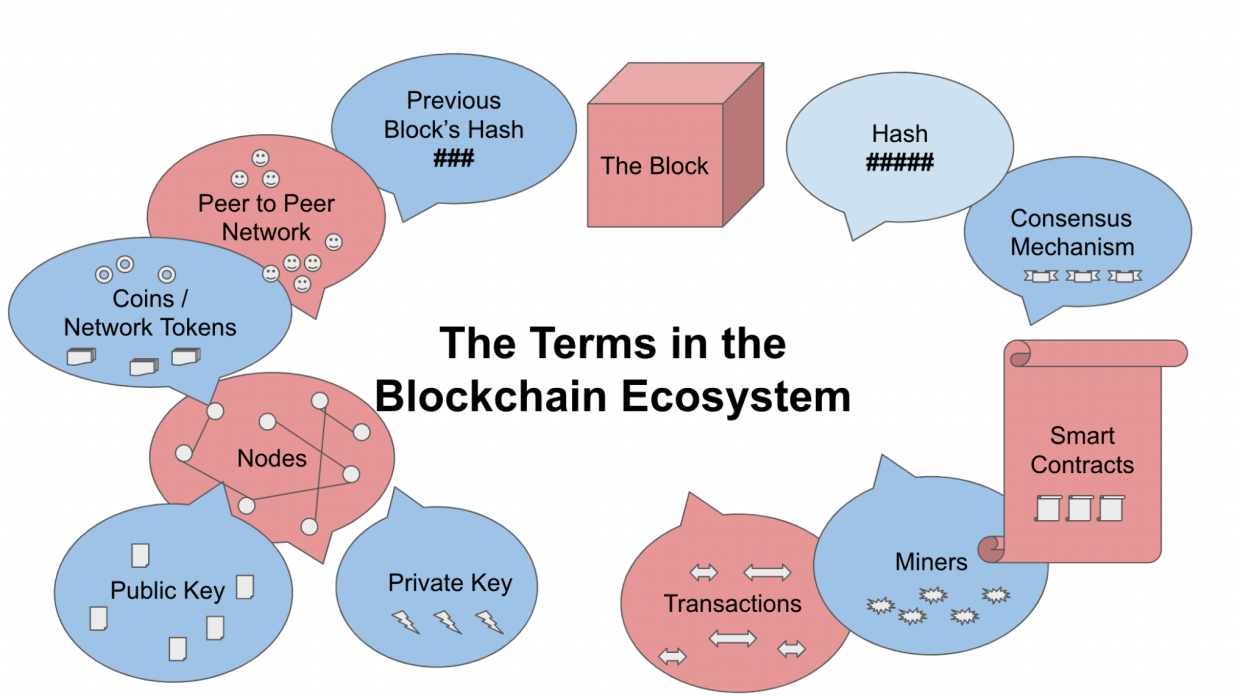 Previous
Block's Hash
###
The Block
Hash
#####
Peer to Peer
Network
Consensus
Mechanism
Coins /
Network Tokens
The Terms in the
Blockchain Ecosystem
Nodes
Smart
Contracts
Public Key
Private Key
Transactions
Miners